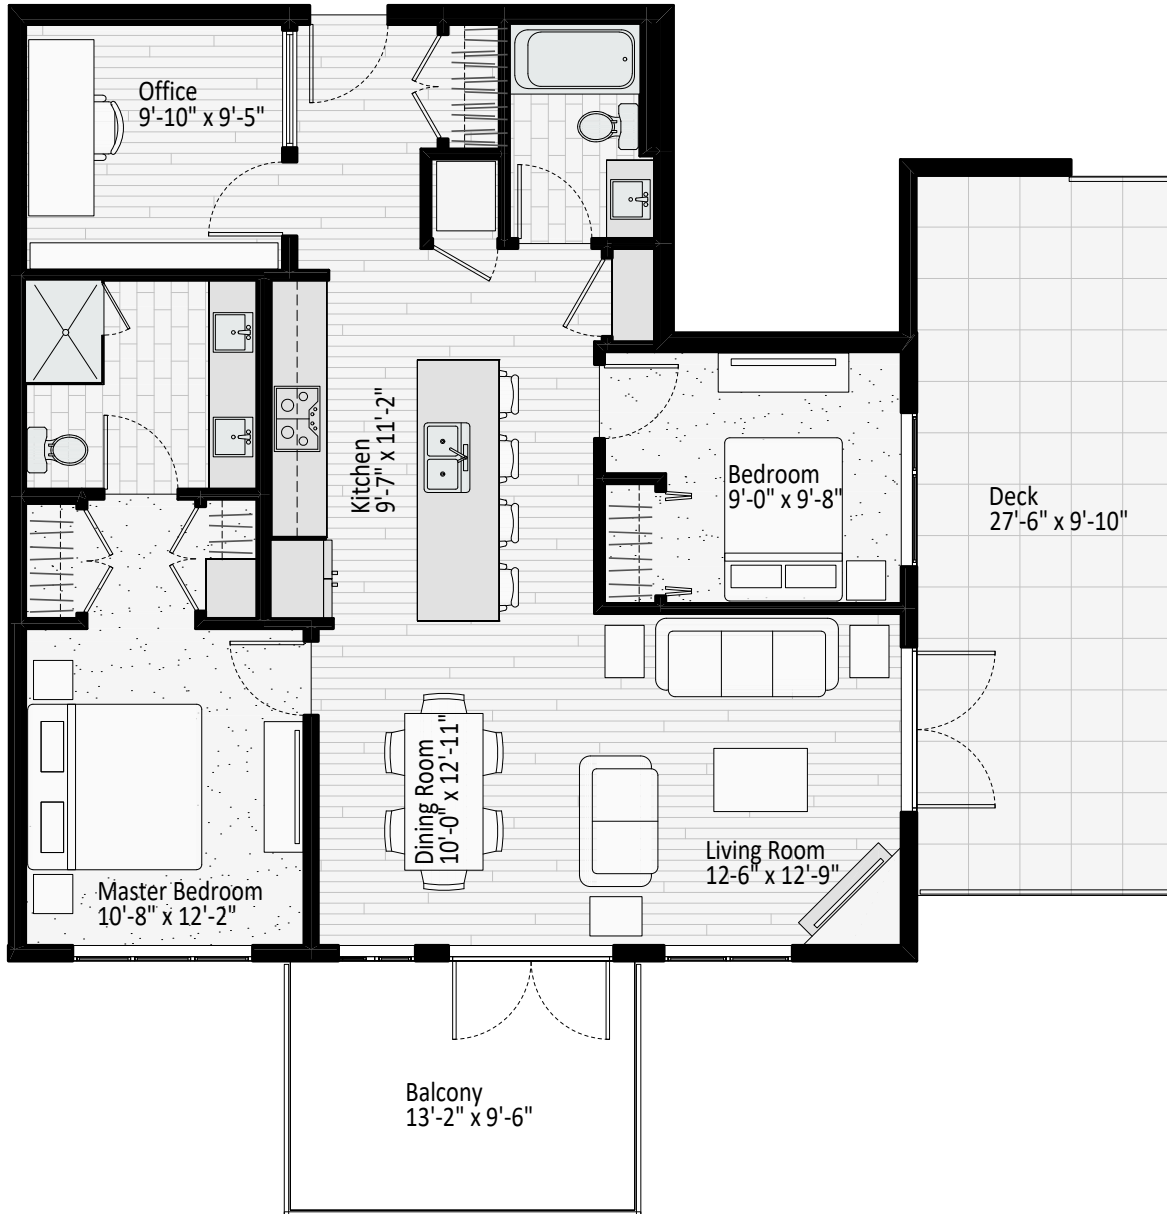 Office
9'-10" x 9'-5"
Kitchen
9'-7" x 11'-2"
Bedroom
9'-0" x 9'-8"
Deck
27'-6" x 9'-10"
Dining Room
10'-0" x 12'-11"
Living Room
12-6" x 12'-9"
Master Bedroom
10'-8" x 12'-2"
Balcony
13'-2" x 9'-6"